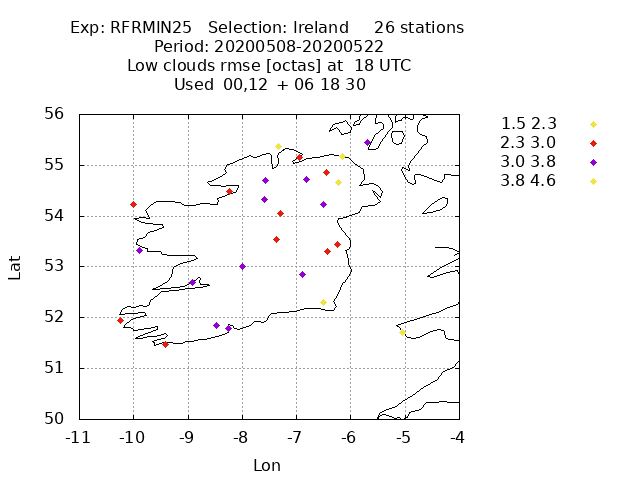 Exp: RFRMIN25 Selection: Ireland 26 stations
Period: 20200508-20200522
Low clouds rmse [octas] at 18 UTC
Used 00,12 + 06 18 30
56
55
54
53
52
51
50
-11 -10 -9 -8 -7 -6 -5 -4
Lat
Lon
1.5 2.3
2.3 3.0
3.0 3.8
3.8 4.6